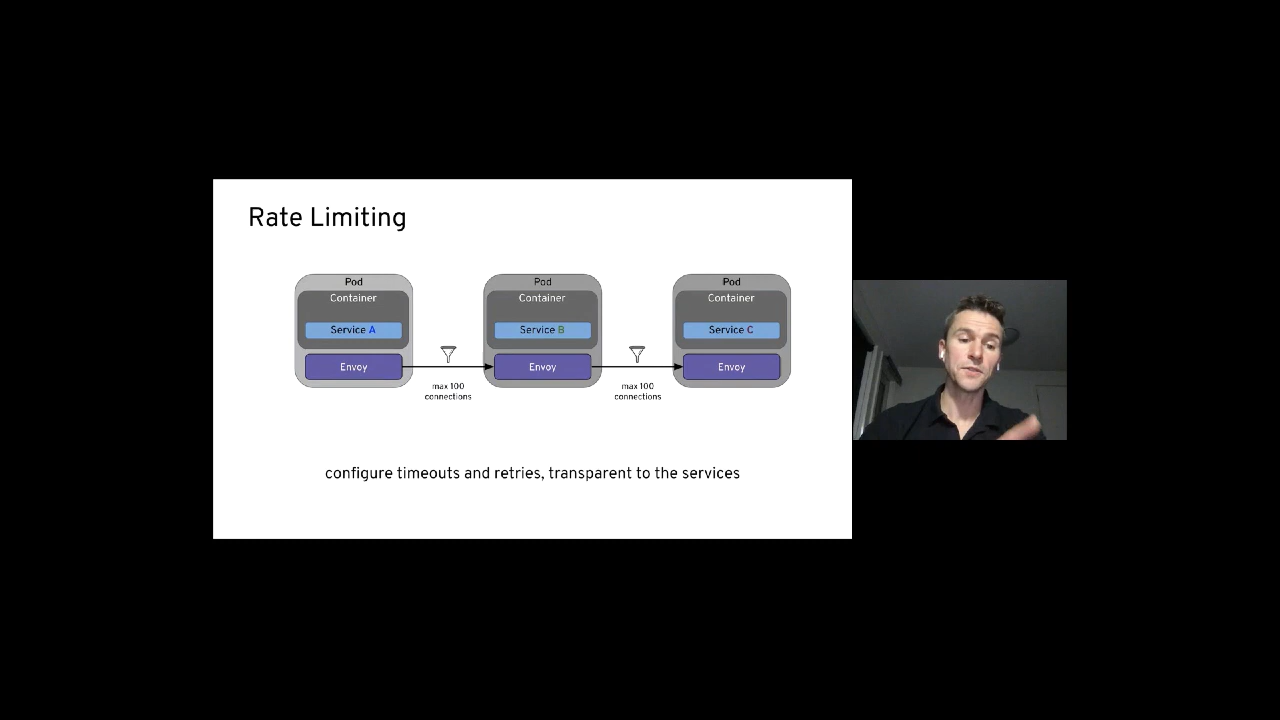 Rate Limiting
Pod
Container
Service A
Envoy
max 100
connections
Pod
Container
Service B
Envoy
max 100
connections
Pod
Container
Service C
Envoy
configure timeouts and retries, transparent to the services